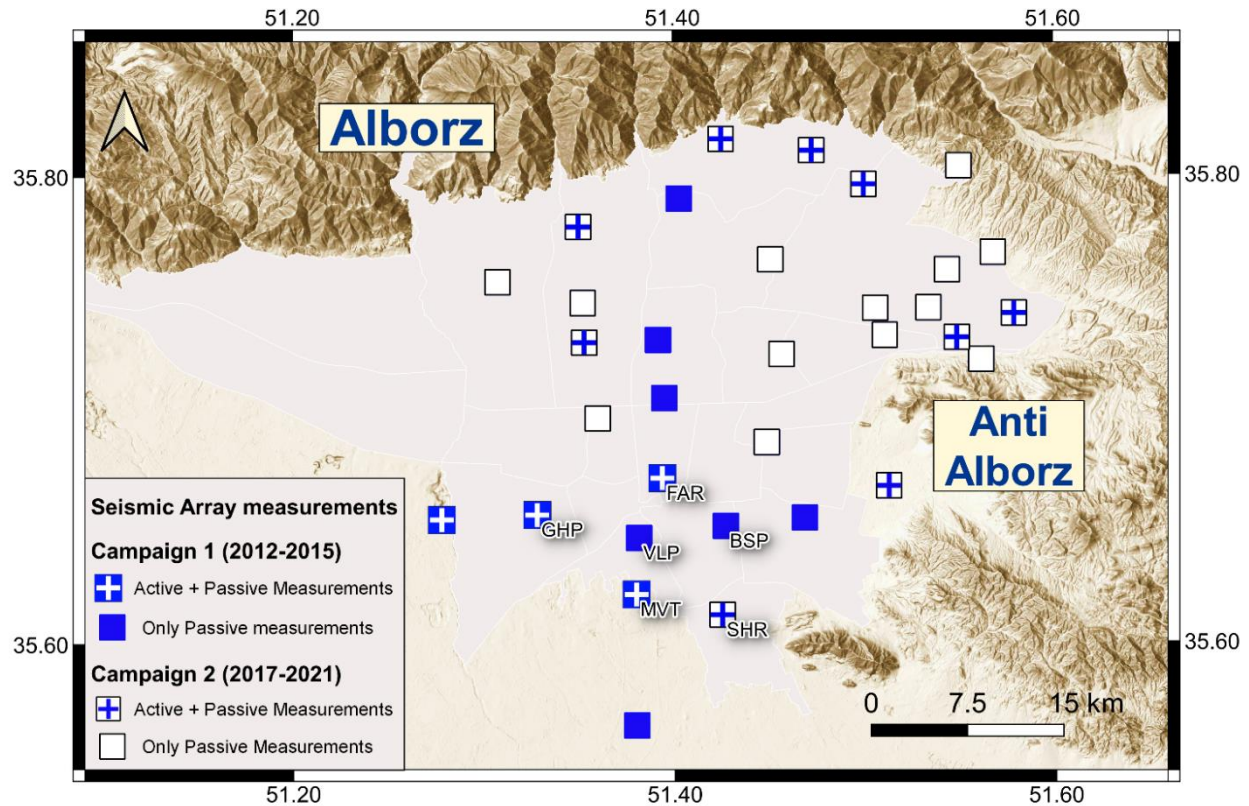 51.20 51.40 51.60
Alborz
35.80 35.80
Anti
Alborz
FAR
GHP
VLP
BSP
MVT
SHR
Seismic Array measurements
Campaign 1 (2012-2015)
Active + Passive Measurements
Only Passive measurements
Campaign 2 (2017-2021)
Active + Passive Measurements
Only Passive Measurements
35.60 35.60
0 7.5 15 km
51.20 51.40 51.60